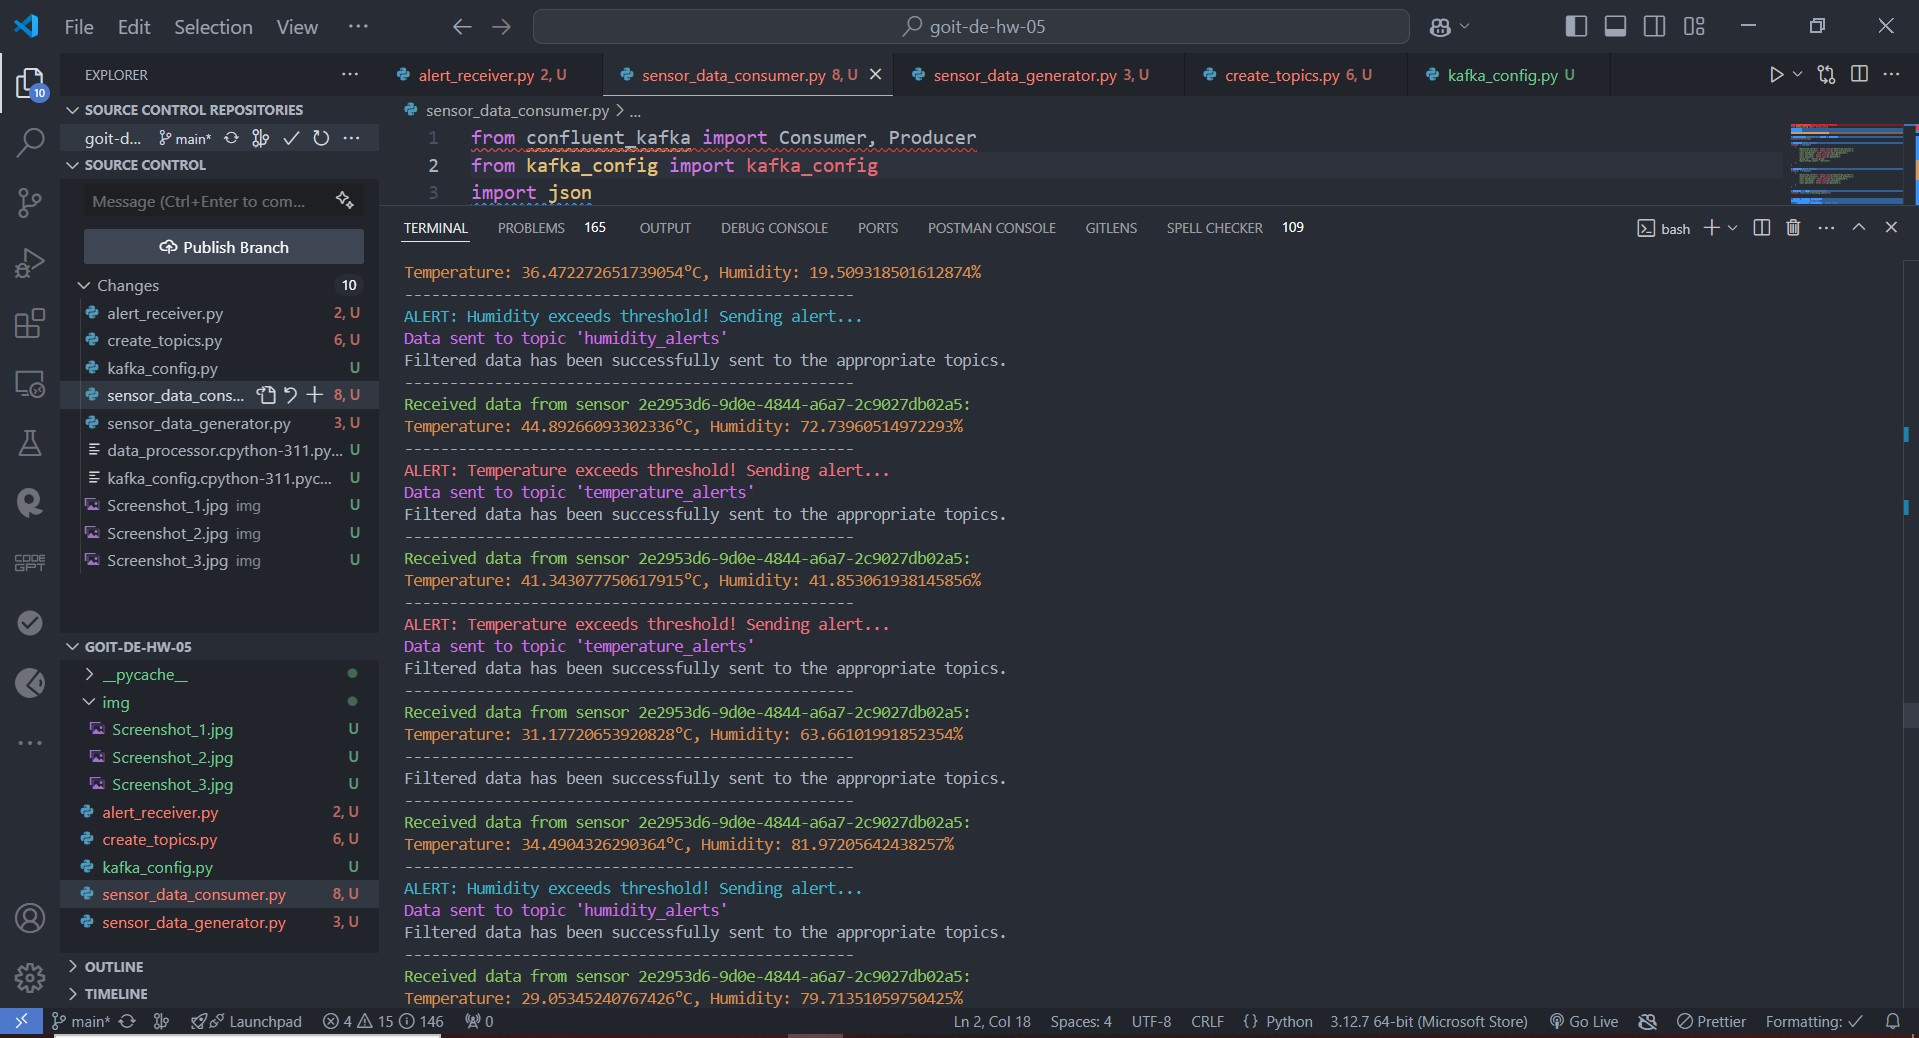 File Edit Selection View ··· goit-de-hw-05
EXPLORER ···
SOURCE CONTROL REPOSITORIES
goit-d... main* ···
SOURCE CONTROL
Message (Ctrl+Enter to com...
Publish Branch
Changes 10
alert_receiver.py 2, U
create_topics.py 6, U
kafka_config.py U
sensor_data_cons... 8, U
sensor_data_generator.py 3, U
data_processor.cpython-311.py... U
kafka_config.cpython-311.pyc... U
Screenshot_1.jpg img U
Screenshot_2.jpg img U
Screenshot_3.jpg img U
GOIT-DE-HW-05
__pycache__
img
Screenshot_1.jpg U
Screenshot_2.jpg U
Screenshot_3.jpg U
alert_receiver.py 2, U
create_topics.py 6, U
kafka_config.py U
sensor_data_consumer.py 8, U
sensor_data_generator.py 3, U
OUTLINE
TIMELINE
10
CODE
GPT
alert_receiver.py 2, U sensor_data_consumer.py 8, U sensor_data_generator.py 3, U create_topics.py 6, U kafka_config.py U
sensor_data_consumer.py > ...
1 from confluent_kafka import Consumer, Producer
2 from kafka_config import kafka_config
3 import json
TERMINAL PROBLEMS 165 OUTPUT DEBUG CONSOLE PORTS POSTMAN CONSOLE GITLENS SPELL CHECKER 109 bash
Temperature: 36.472272651739054°C, Humidity: 19.509318501612874%
--------------------------------------------------
ALERT: Humidity exceeds threshold! Sending alert...
Data sent to topic 'humidity_alerts'
Filtered data has been successfully sent to the appropriate topics.
--------------------------------------------------
Received data from sensor 2e2953d6-9d0e-4844-a6a7-2c9027db02a5:
Temperature: 44.89266093302336°C, Humidity: 72.73960514972293%
--------------------------------------------------
ALERT: Temperature exceeds threshold! Sending alert...
Data sent to topic 'temperature_alerts'
Filtered data has been successfully sent to the appropriate topics.
--------------------------------------------------
Received data from sensor 2e2953d6-9d0e-4844-a6a7-2c9027db02a5:
Temperature: 41.343077750617915°C, Humidity: 41.853061938145856%
--------------------------------------------------
ALERT: Temperature exceeds threshold! Sending alert...
Data sent to topic 'temperature_alerts'
Filtered data has been successfully sent to the appropriate topics.
--------------------------------------------------
Received data from sensor 2e2953d6-9d0e-4844-a6a7-2c9027db02a5:
Temperature: 31.17720653920828°C, Humidity: 63.66101991852354%
--------------------------------------------------
Filtered data has been successfully sent to the appropriate topics.
--------------------------------------------------
Received data from sensor 2e2953d6-9d0e-4844-a6a7-2c9027db02a5:
Temperature: 34.4904326290364°C, Humidity: 81.97205642438257%
--------------------------------------------------
ALERT: Humidity exceeds threshold! Sending alert...
Data sent to topic 'humidity_alerts'
Filtered data has been successfully sent to the appropriate topics.
--------------------------------------------------
Received data from sensor 2e2953d6-9d0e-4844-a6a7-2c9027db02a5:
Temperature: 29.05345240767426°C, Humidity: 79.71351059750425%
main* Launchpad 4 15 146 0 Ln 2, Col 18 Spaces: 4 UTF-8 CRLF {} Python 3.12.7 64-bit (Microsoft Store) Go Live Prettier Formatting: ✓